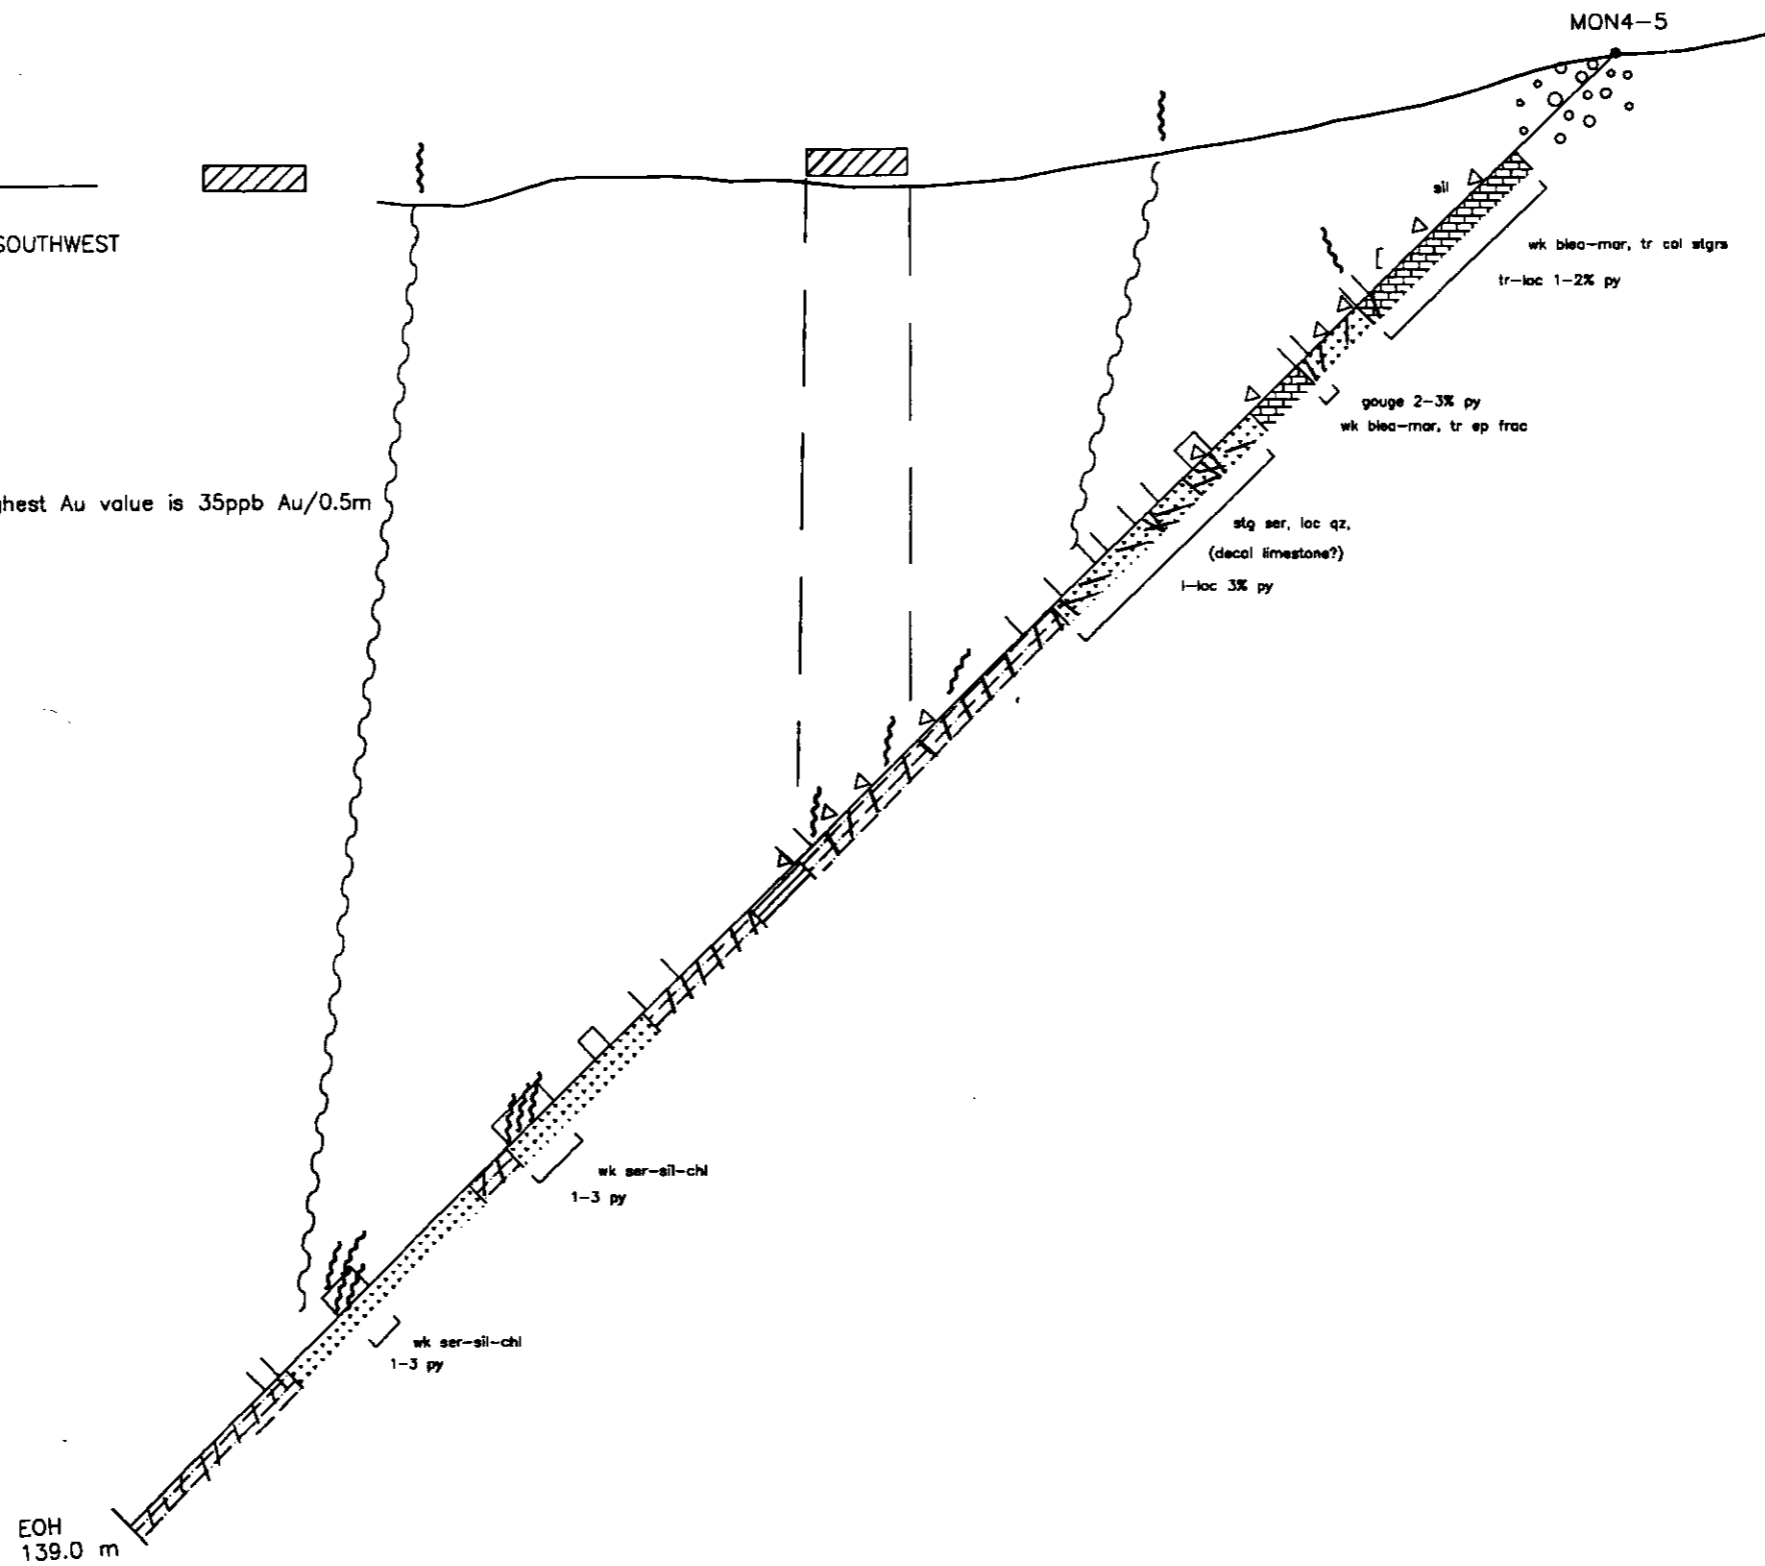 MON4-5
sil
SOUTHWEST
wk blea-mar, tr cal stgrs
tr-loc 1-2% py
gouge 2-3% py
wk blea-mar, tr ep frac
ghest Au value is 35ppb Au/0.5m
stg ser, loc qz,
(decal limestone?)
1-loc 3% py
wk ser-sil-chl
1-3 py
wk ser-sil-chl
1-3 py
EOH
139.0 m